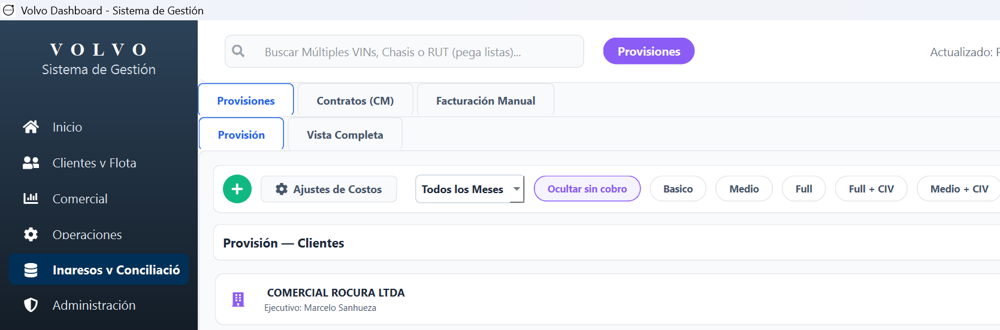 Volvo Dashboard - Sistema de Gestión
VOLVO
Sistema de Gestión
Inicio
Clientes y Flota
Comercial
Operaciones
Ingresos y Conciliació
Administración
Buscar Múltiples VINs, Chasis o RUT (pega listas)...
Provisiones
Actualizado: R
Provisiones
Contratos (CM)
Facturación Manual
Provisión
Vista Completa
Ajustes de Costos
Todos los Meses
Ocultar sin cobro
Basico
Medio
Full
Full + CIV
Medio + CIV
Provisión — Clientes
COMERCIAL ROCURA LTDA
Ejecutivo: Marcelo Sanhueza